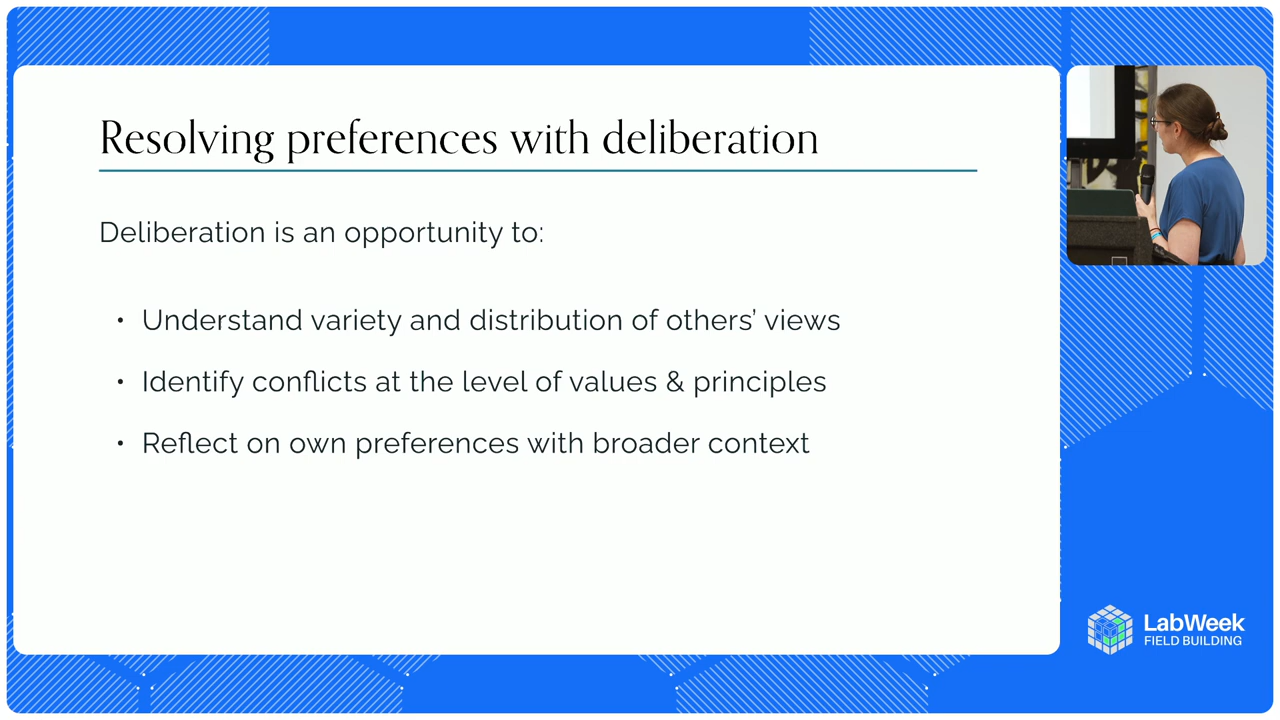 Resolving preferences with deliberation
Deliberation is an opportunity to:
• Understand variety and distribution of others’ views
• Identify conflicts at the level of values & principles
• Reflect on own preferences with broader context
LabWeek
FIELD BUILDING